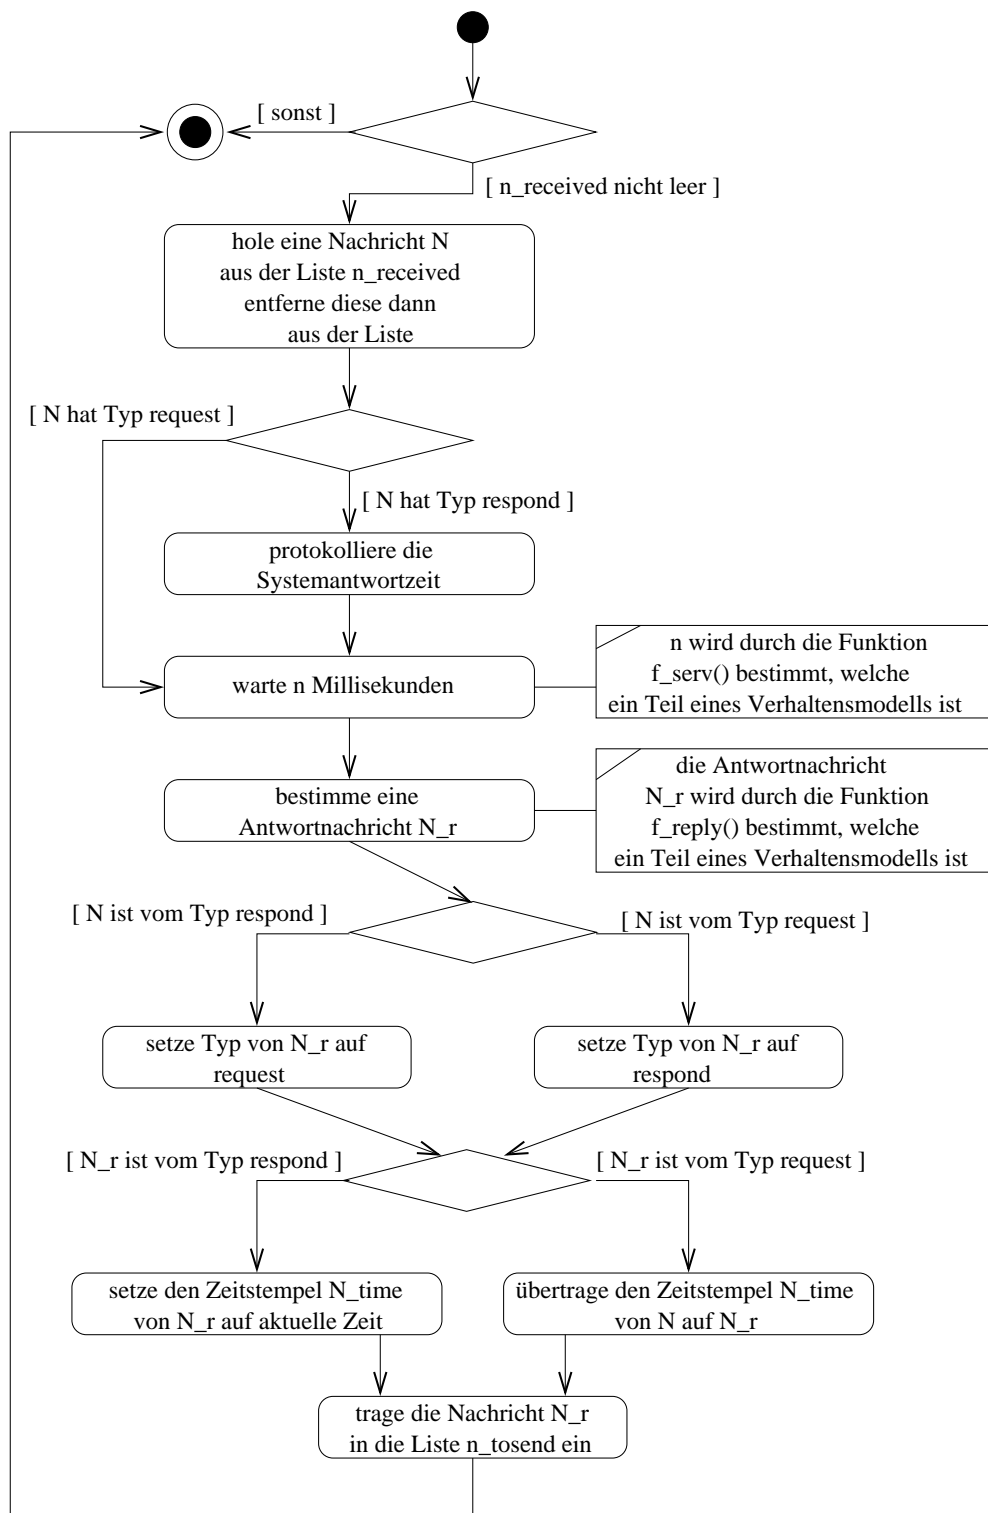 [ sonst ]
[ n_received nicht leer ]
hole eine Nachricht N
aus der Liste n_received
entferne diese dann
aus der Liste
[ N hat Typ request ]
[ N hat Typ respond ]
protokolliere die
Systemantwortzeit
warte n Millisekunden
n wird durch die Funktion
f_serv() bestimmt, welche
ein Teil eines Verhaltensmodells ist
bestimme eine
Antwortnachricht N_r
die Antwortnachricht
N_r wird durch die Funktion
f_reply() bestimmt, welche
ein Teil eines Verhaltensmodells ist
[ N ist vom Typ respond ]
[ N ist vom Typ request ]
setze Typ von N_r auf
request
setze Typ von N_r auf
respond
[ N_r ist vom Typ respond ]
[ N_r ist vom Typ request ]
setze den Zeitstempel N_time
von N_r auf aktuelle Zeit
übertrage den Zeitstempel N_time
von N auf N_r
trage die Nachricht N_r
in die Liste n_tosend ein